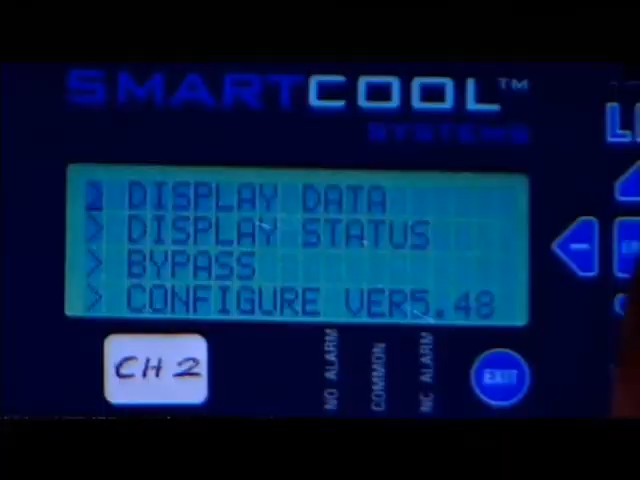 SMARTCOOL™
SYSTEMS
DISPLAY DATA
> DISPLAY STATUS
> BYPASS
> CONFIGURE VER5.48
CH 2
NO ALARM
COMMON
NC ALARM
EXIT